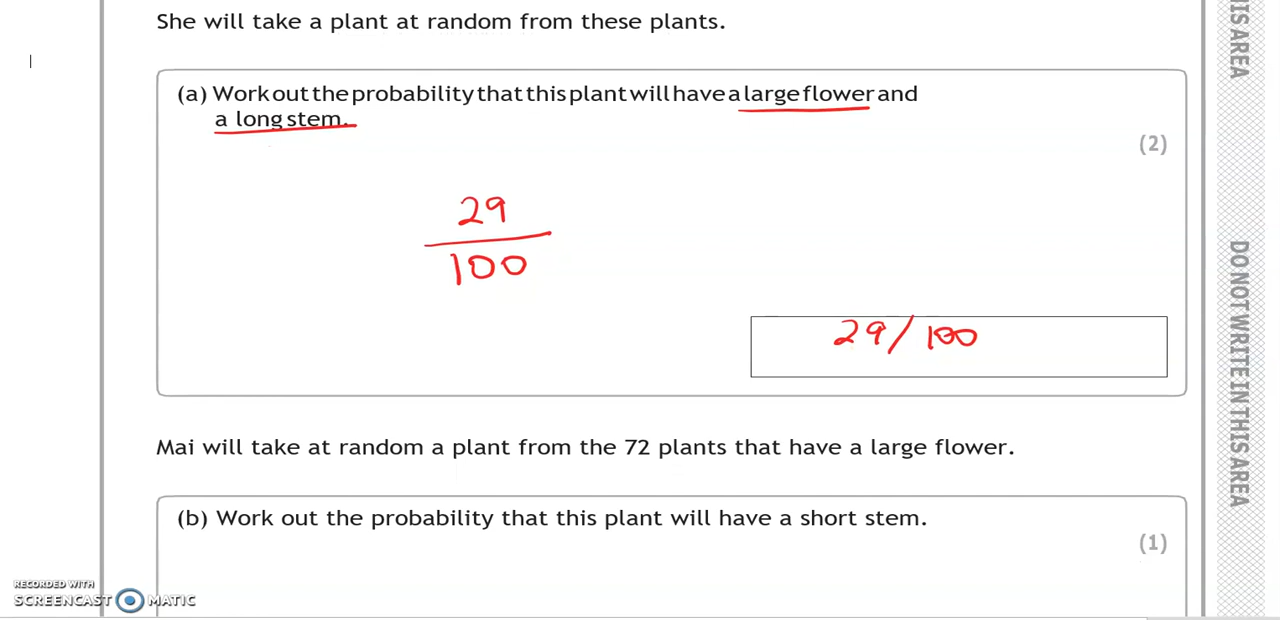 She will take a plant at random from these plants.
(a) Work out the probability that this plant will have a large flower and
a long stem.
(2)
29
100
29/100
Mai will take at random a plant from the 72 plants that have a large flower.
(b) Work out the probability that this plant will have a short stem.
(1)
RECORDED WITH
SCREENCAST MATIC
HIS AREA
DO NOT WRITE IN THIS AREA